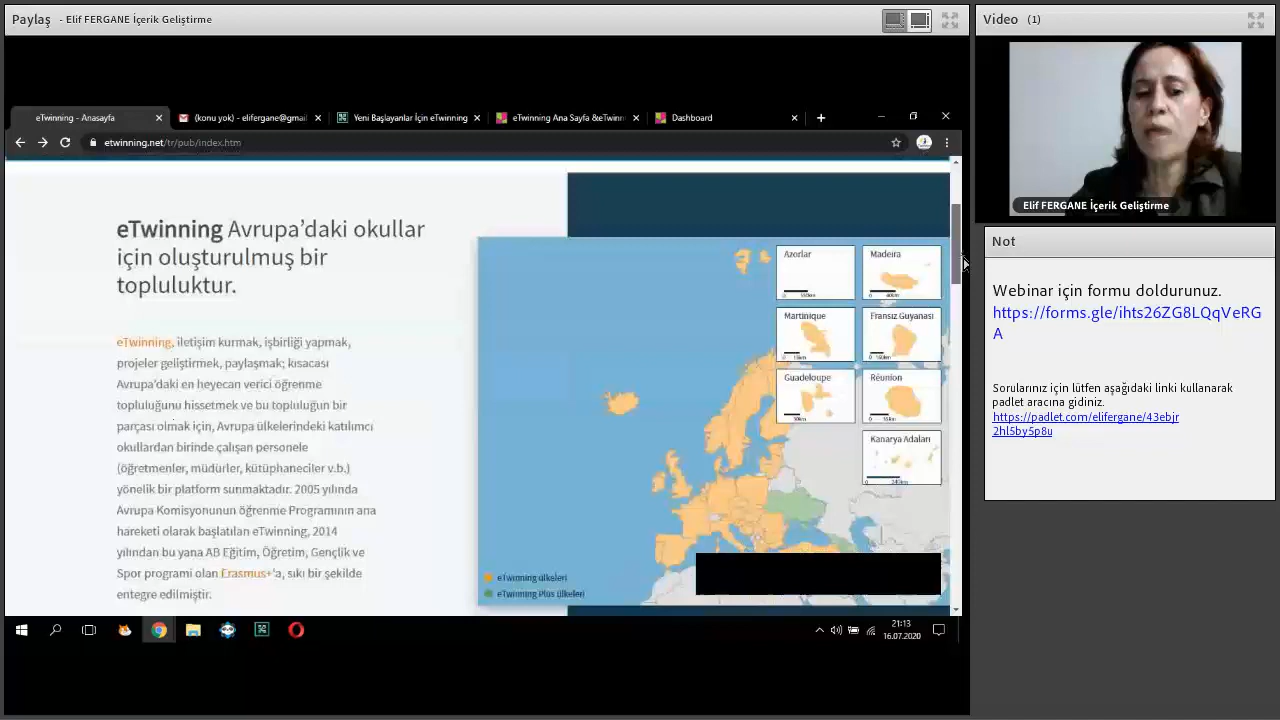 Paylaş - Elif FERGANE İçerik Geliştirme
eTwinning - Anasayfa
(konu yok) - elifergane@gmail
Yeni Başlayanlar İçin eTwinning
eTwinning Ana Sayfa &eTwinn
Dashboard
etwinning.net/tr/pub/index.htm
eTwinning Avrupa’daki okullar
için oluşturulmuş bir
topluluktur.
eTwinning, iletişim kurmak, işbirliği yapmak,
projeler geliştirmek, paylaşmak; kısacası
Avrupa’daki en heyecan verici öğrenme
topluluğunu hissetmek ve bu topluluğun bir
parçası olmak için, Avrupa ülkelerindeki katılımcı
okullardan birinde çalışan personele
(öğretmenler, müdürler, kütüphaneciler v.b.)
yönelik bir platform sunmaktadır. 2005 yılında
Avrupa Komisyonunun öğrenme Programının ana
hareketi olarak başlatılan eTwinning, 2014
yılından bu yana AB Eğitim, Öğretim, Gençlik ve
Spor programi olan Erasmus+'a, sıkı bir şekilde
entegre edilmiştir.
Azorlar
Madeira
Martinique
Fransız Guyanası
Guadeloupe
Réunion
Kanarya Adaları
eTwinning ülkeleri
eTwinning Plus ülkeleri
21:13
16.07.2020
Video (1)
Elif FERGANE İçerik Geliştirme
Not
Webinar için formu doldurunuz.
https://forms.gle/ihts26ZG8LQqVeRG
A
Sorularınız için lütfen aşağıdaki linki kullanarak
padlet aracına gidiniz.
https://padlet.com/elifergane/43ebjr
2hl5by5p8u